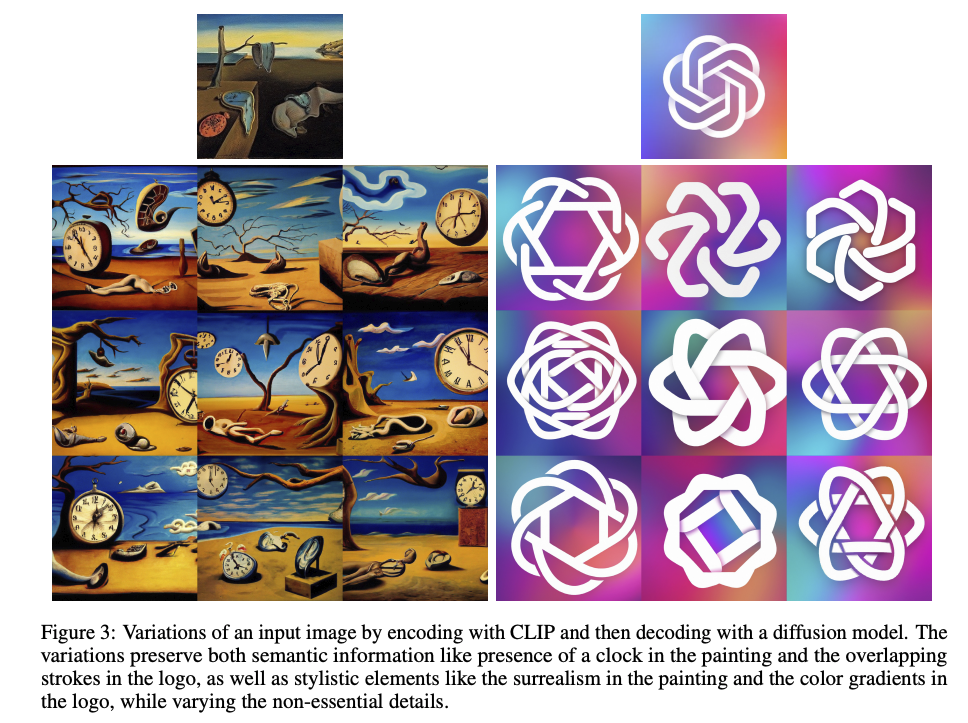 Figure 3: Variations of an input image by encoding with CLIP and then decoding with a diffusion model. The
variations preserve both semantic information like presence of a clock in the painting and the overlapping
strokes in the logo, as well as stylistic elements like the surrealism in the painting and the color gradients in
the logo, while varying the non-essential details.